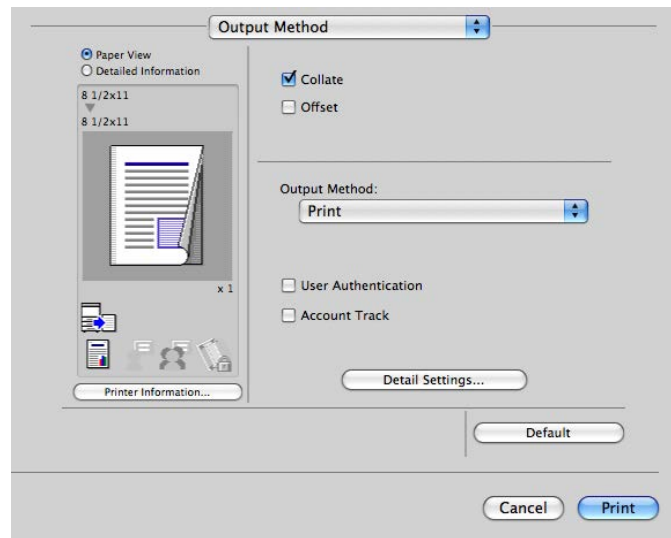 Output Method
Paper View
Detailed Information
8 1/2x11
8 1/2x11
x 1
Printer Information...
Collate
Offset
Output Method:
Print
User Authentication
Account Track
Detail Settings...
Default
Cancel
Print